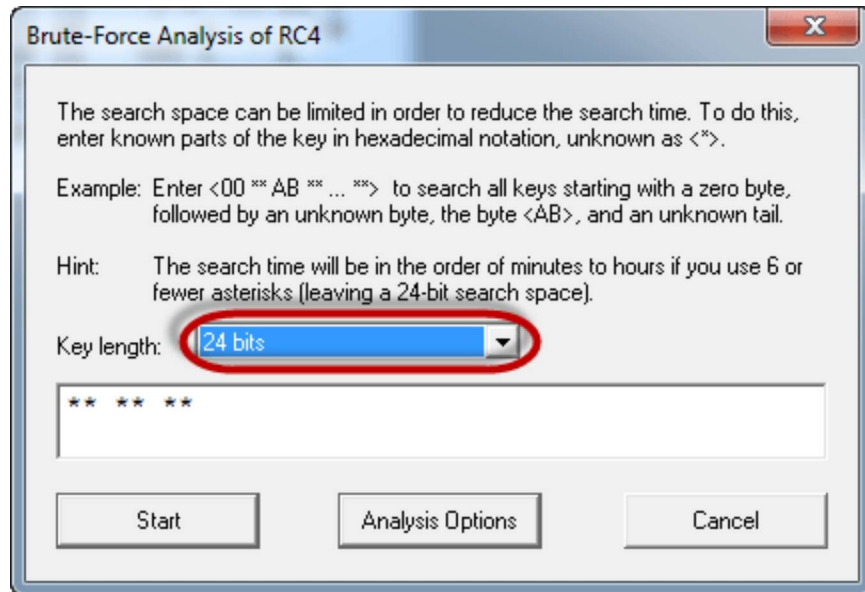 Brute-Force Analysis of RC4
x
The search space can be limited in order to reduce the search time. To do this,
enter known parts of the key in hexadecimal notation, unknown as <*>.
Example: Enter <00 ** AB ** ... **> to search all keys starting with a zero byte,
followed by an unknown byte, the byte <AB>, and an unknown tail.
Hint: The search time will be in the order of minutes to hours if you use 6 or
fewer asterisks (leaving a 24-bit search space).
Key length: 24 bits
** ** **
Start Analysis Options Cancel